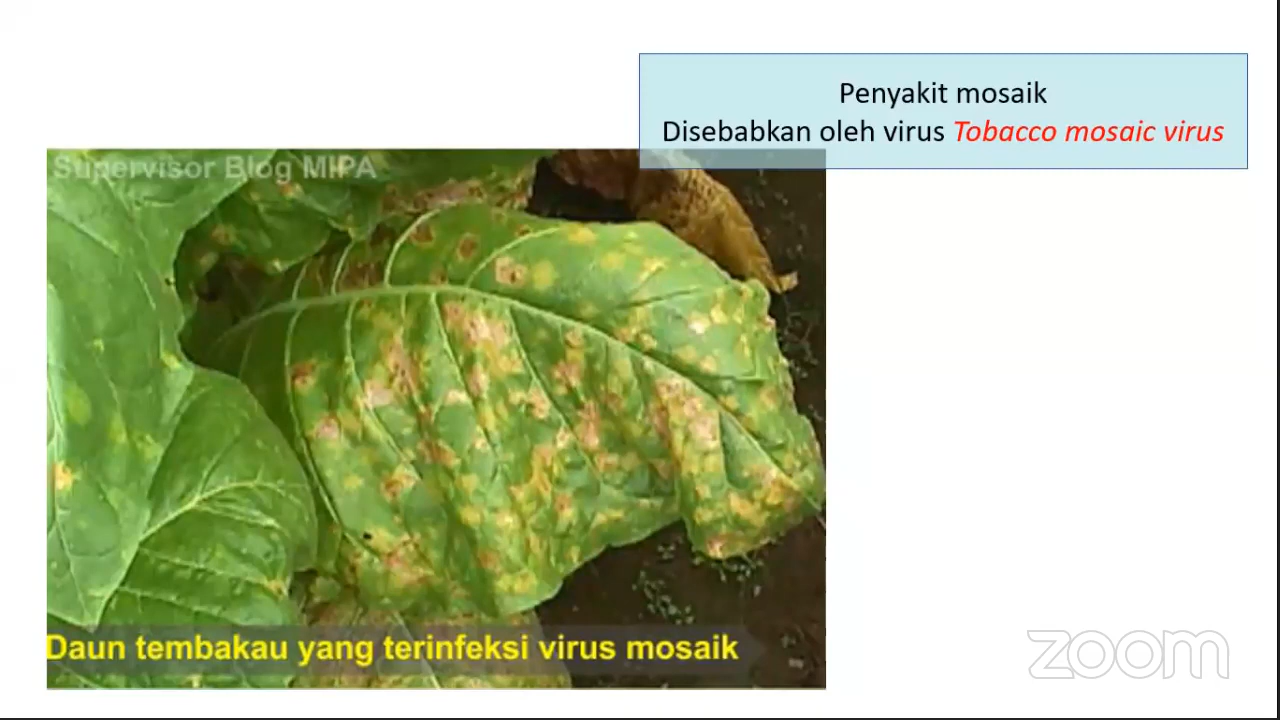 Penyakit mosaik
Disebabkan oleh virus Tobacco mosaic virus
Supervisor Blog MIPA
Daun tembakau yang terinfeksi virus mosaik
zoom